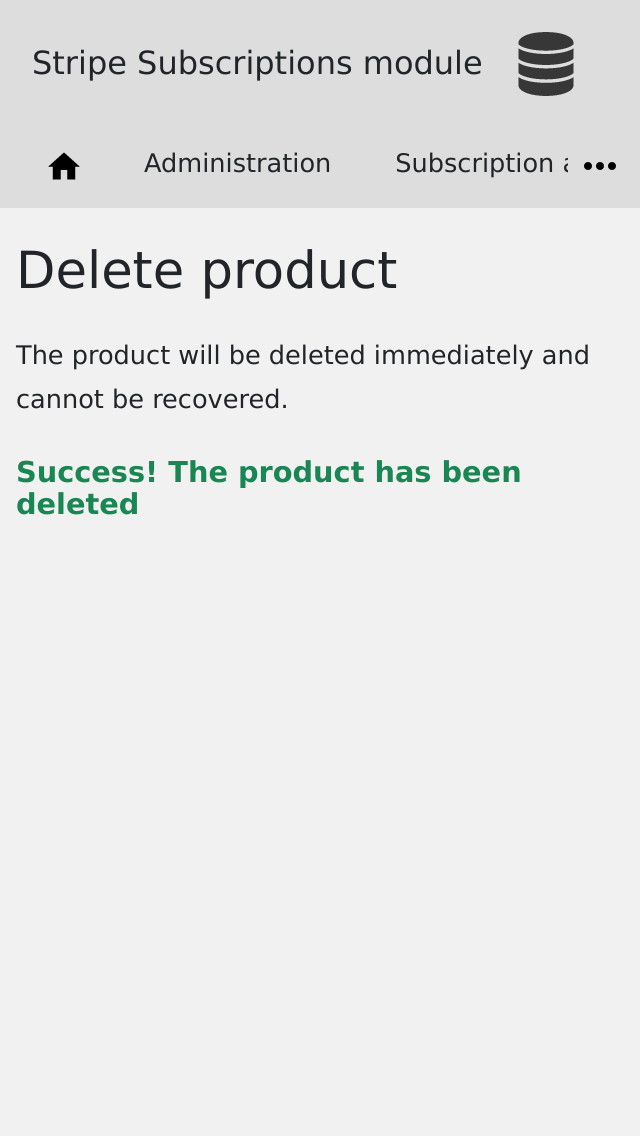 Stripe Subscriptions module
Administration
Subscription
Delete product
The product will be deleted immediately and
cannot be recovered.
Success! The product has been
deleted